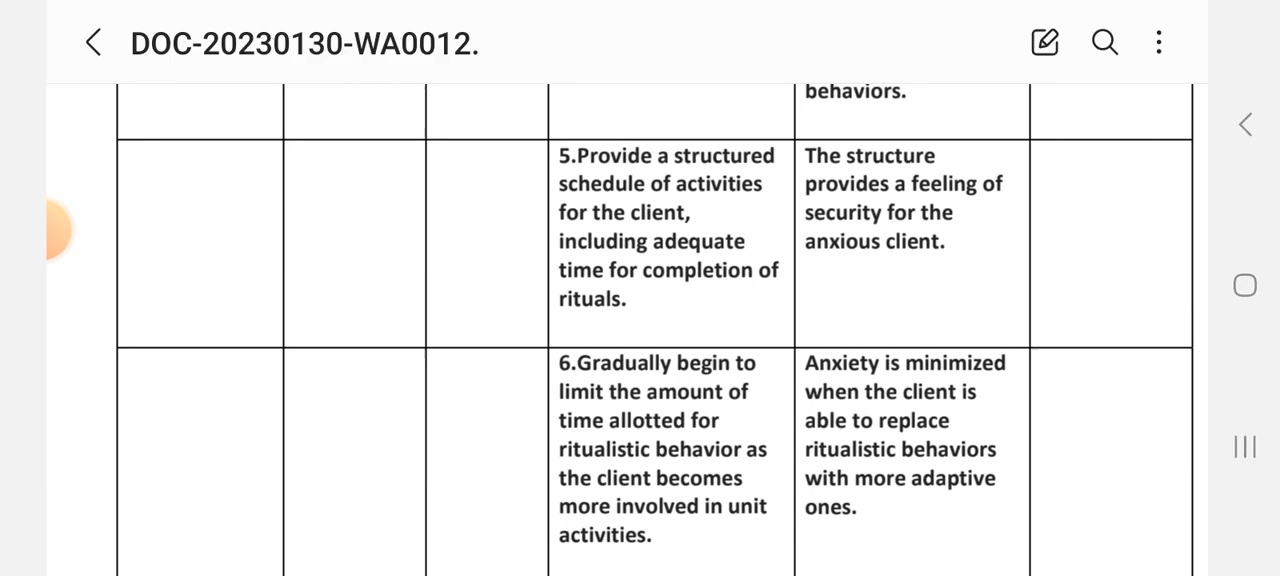 DOC-20230130-WA0012.
behaviors.
5.Provide a structured
schedule of activities
for the client,
including adequate
time for completion of
rituals.
The structure
provides a feeling of
security for the
anxious client.
6.Gradually begin to
limit the amount of
time allotted for
ritualistic behavior as
the client becomes
more involved in unit
activities.
Anxiety is minimized
when the client is
able to replace
ritualistic behaviors
with more adaptive
ones.